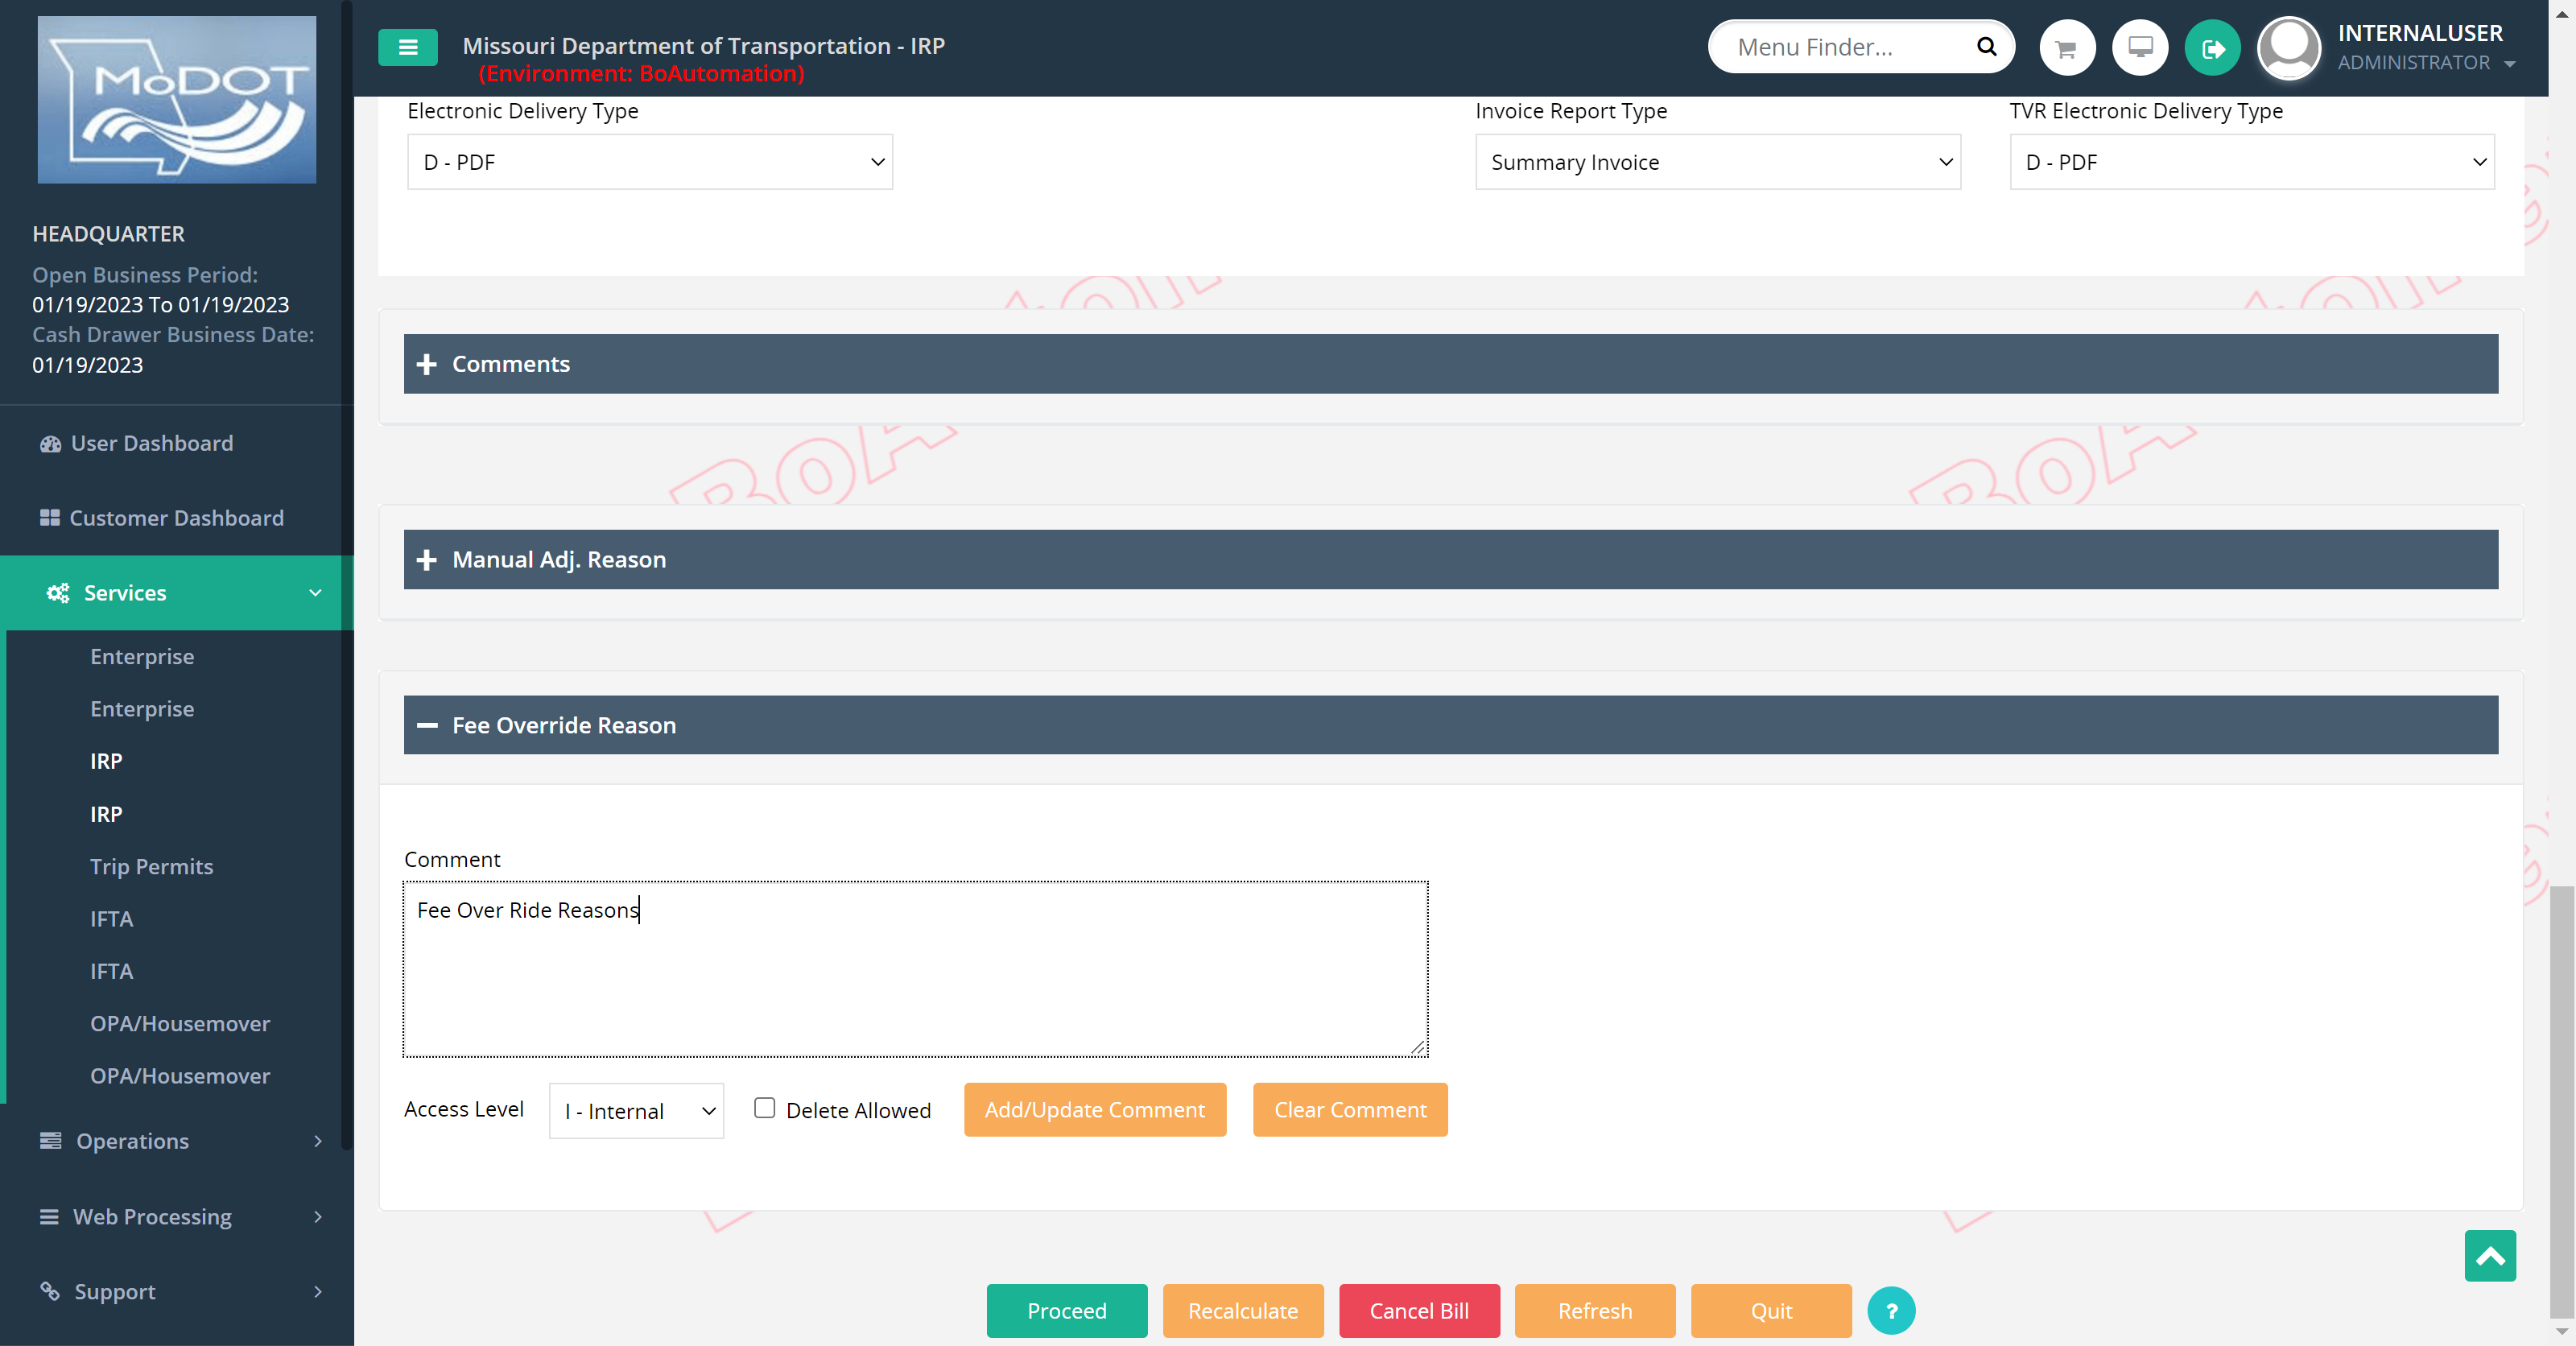 MoDOT
Missouri Department of Transportation - IRP
(Environment: BoAutomation)
Menu Finder...
INTERNALUSER
ADMINISTRATOR
HEADQUARTER
Open Business Period:
01/19/2023 To 01/19/2023
Cash Drawer Business Date:
01/19/2023
User Dashboard
Customer Dashboard
Services
Enterprise
Enterprise
IRP
IRP
Trip Permits
IFTA
IFTA
OPA/Housemover
OPA/Housemover
Operations
Web Processing
Support
Electronic Delivery Type
Invoice Report Type
TVR Electronic Delivery Type
D - PDF
Summary Invoice
D - PDF
Comments
Manual Adj. Reason
Fee Override Reason
Comment
Fee Over Ride Reasons
Access Level
I - Internal
Delete Allowed
Add/Update Comment
Clear Comment
Proceed
Recalculate
Cancel Bill
Refresh
Quit
?